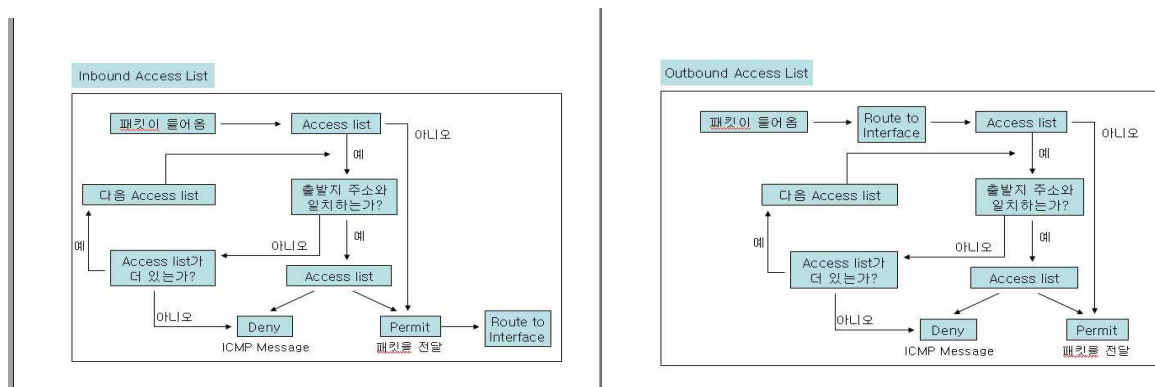 Inbound Access List
패킷이 들어옴
Access list
아니오
예
다음 Access list
출발지 주소와
일치하는가?
예
아니오
예
Access list가
더 있는가?
Access list
아니오
Deny
Permit
Route to
Interface
ICMP Message
패킷을 전달
Outbound Access List
패킷이 들어옴
Route to
Interface
Access list
아니오
예
다음 Access list
출발지 주소와
일치하는가?
예
아니오
예
Access list가
더 있는가?
Access list
아니오
Deny
Permit
ICMP Message
패킷을 전달